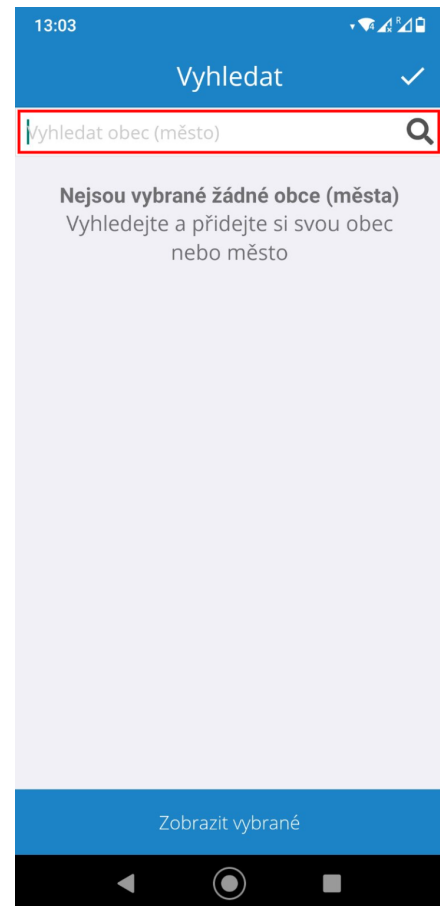 13:03
R
Vyhledat
Vyhledat obec (město)
Nejsou vybrané žádné obce (města)
Vyhledejte a přidejte si svou obec
nebo město
Zobrazit vybrané